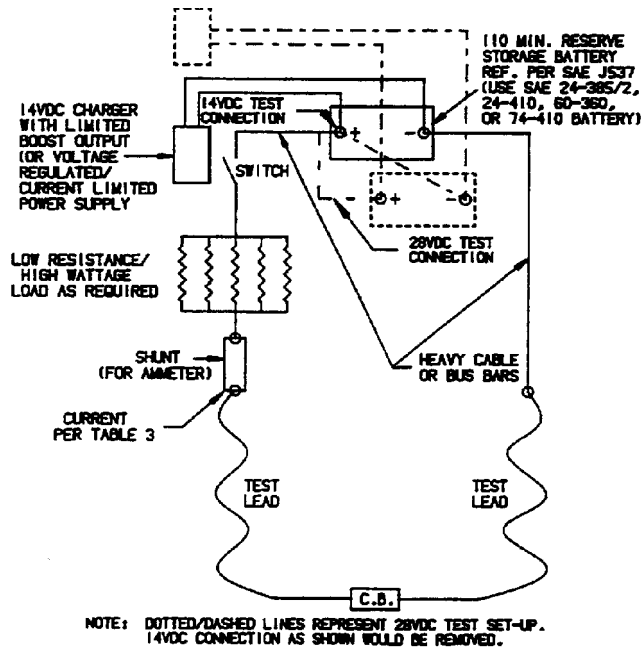 110 MIN. RESERVE
STORAGE BATTERY
REF. PER SAE J537
(USE SAE 24-385/2,
24-410, 60-360,
OR 74-410 BATTERY)
14VDC CHARGER
WITH LIMITED
BOOST OUTPUT
(OR VOLTAGE
REGULATED/
CURRENT LIMITED
POWER SUPPLY
14VDC TEST
CONNECTION
+
-
SWITCH
+
-
28VDC TEST
CONNECTION
LOW RESISTANCE/
HIGH WATTAGE
LOAD AS REQUIRED
SHUNT
(FOR AMMETER)
HEAVY CABLE
OR BUS BARS
CURRENT
PER TABLE 3
TEST
LEAD
TEST
LEAD
C.B.
NOTE: DOTTED/DASHED LINES REPRESENT 28VDC TEST SET-UP.
14VDC CONNECTION AS SHOWN WOULD BE REMOVED.